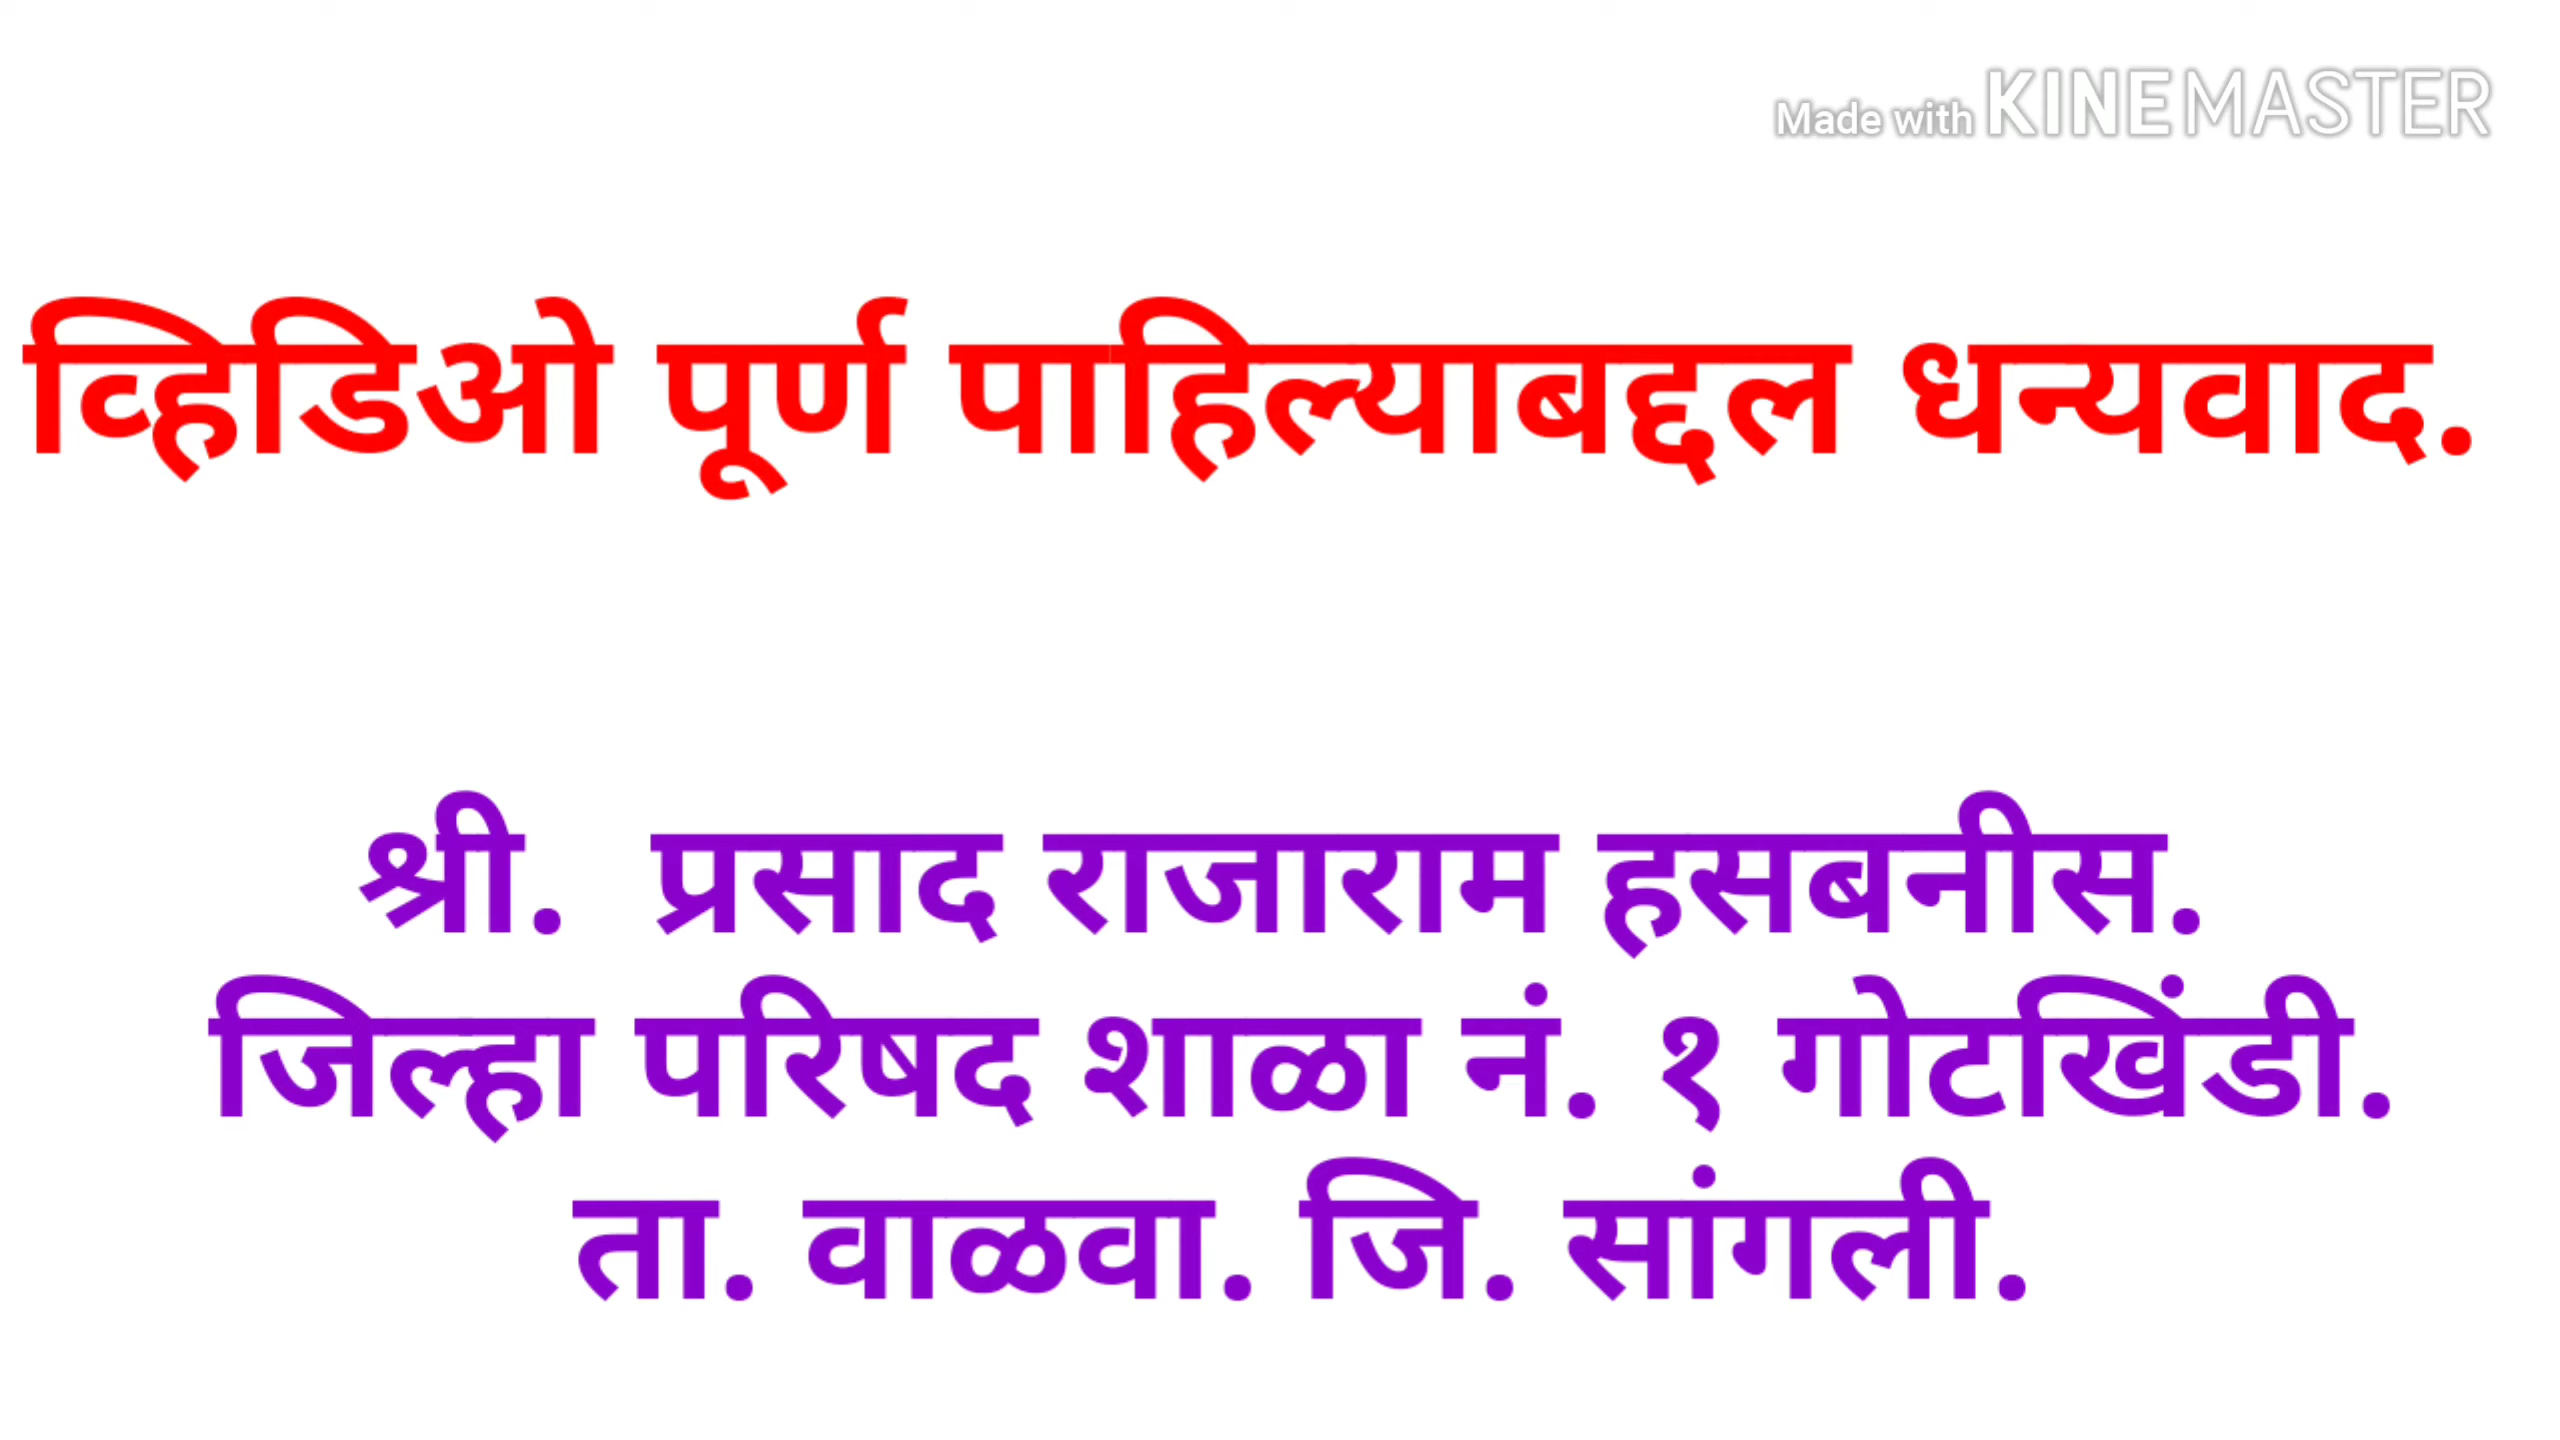 Made with KINEMASTER
व्हिडिओ पूर्ण पाहिल्याबद्दल धन्यवाद.
श्री. प्रसाद राजाराम हसबनीस.
जिल्हा परिषद शाळा नं. १ गोटखिंडी.
ता. वाळवा. जि. सांगली.